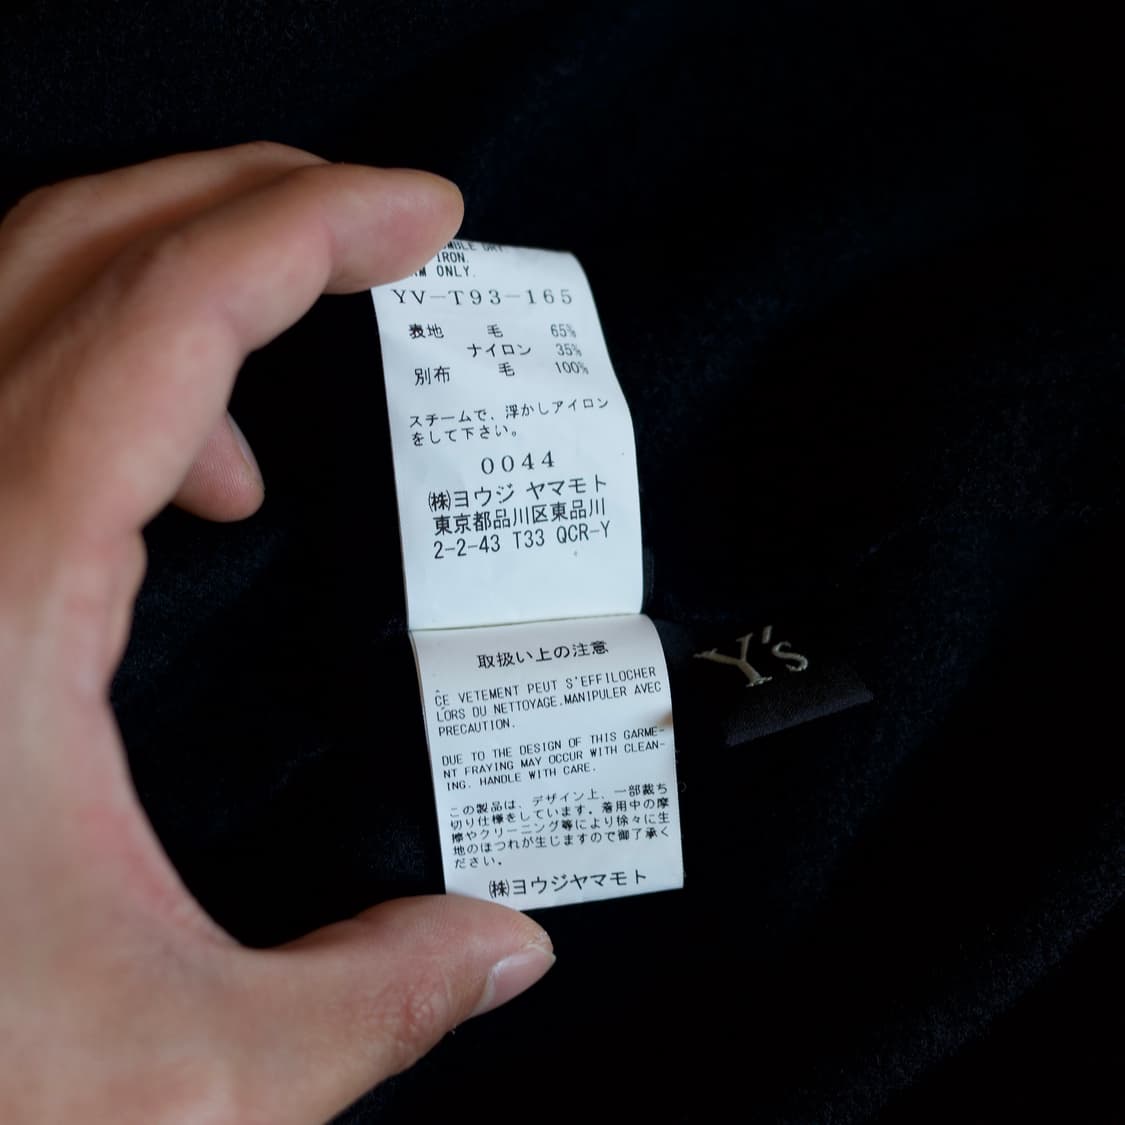 IRON.
ONLY.
YV-T93-165
表地 毛 65%
ナイロン 35%
別布 毛 100%
スチームで、浮かしアイロン
をして下さい。
0044
㈱ヨウジ ヤマモト
東京都品川区東品川
2-2-43 T33 QCR-Y
取扱い上の注意
CE VETEMENT PEUT S'EFFILOCHER
LORS DU NETTOYAGE.MANIPULER AVEC
PRECAUTION.
DUE TO THE DESIGN OF THIS GARME-
NT FRAYING MAY OCCUR WITH CLEAN-
ING. HANDLE WITH CARE.
この製品は、デザイン上、一部裁ち
切り仕様をしています。着用中の摩
擦やクリーニング等により徐々に生
地のほつれが生じますので御了承く
ださい。
㈱ヨウジヤマモト
Y's